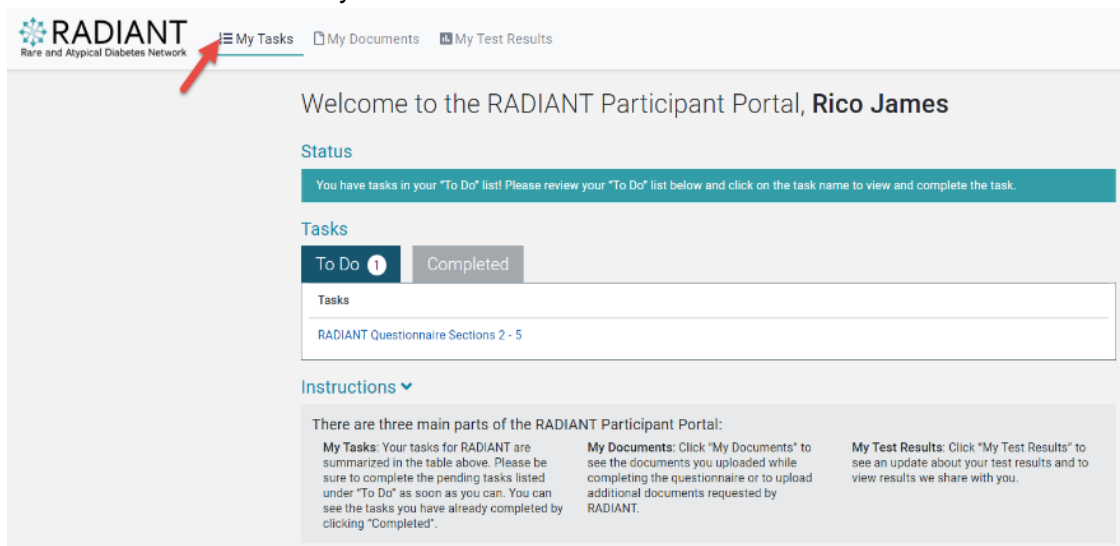 RADIANT
Rare and Atypical Diabetes Network
My Tasks
My Documents
My Test Results
Welcome to the RADIANT Participant Portal, Rico James
Status
You have tasks in your "To Do" list! Please review your "To Do" list below and click on the task name to view and complete the task.
Tasks
To Do 1
Completed
Tasks
RADIANT Questionnaire Sections 2 - 5
Instructions
There are three main parts of the RADIANT Participant Portal:
My Tasks: Your tasks for RADIANT are
summarized in the table above. Please be
sure to complete the pending tasks listed
under "To Do" as soon as you can. You can
see the tasks you have already completed by
clicking "Completed".
My Documents: Click "My Documents" to
see the documents you uploaded while
completing the questionnaire or to upload
additional documents requested by
RADIANT.
My Test Results: Click "My Test Results" to
see an update about your test results and to
view results we share with you.